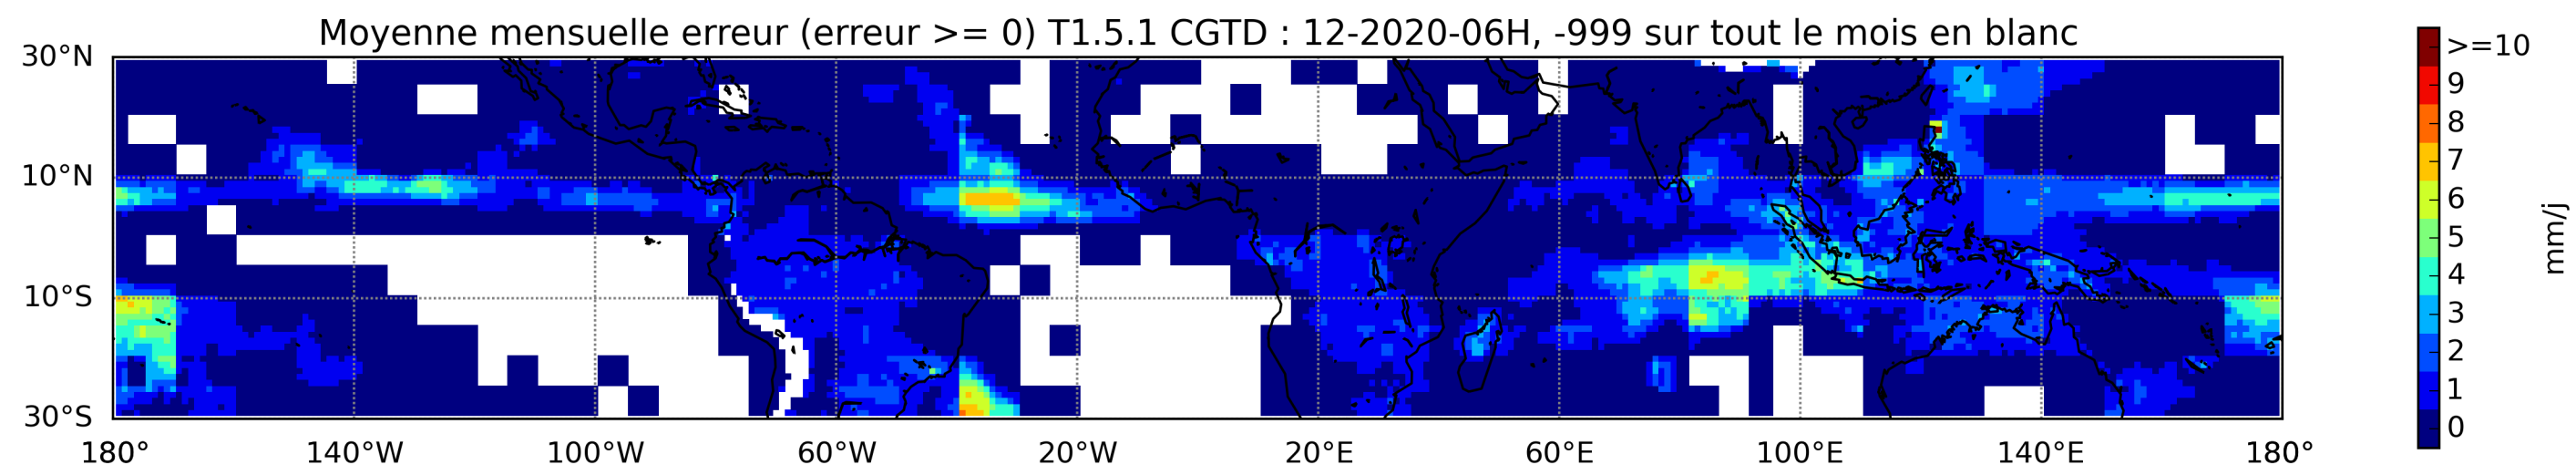 Moyenne mensuelle erreur (erreur >= 0) T1.5.1 CGTD : 12-2020-06H, -999 sur tout le mois en blanc
30°N
10°N
10°S
30°S
180° 140°W 100°W 60°W 20°W 20°E 60°E 100°E 140°E 180°
>=10
9
8
7
6
5
4
3
2
1
0
mm/j